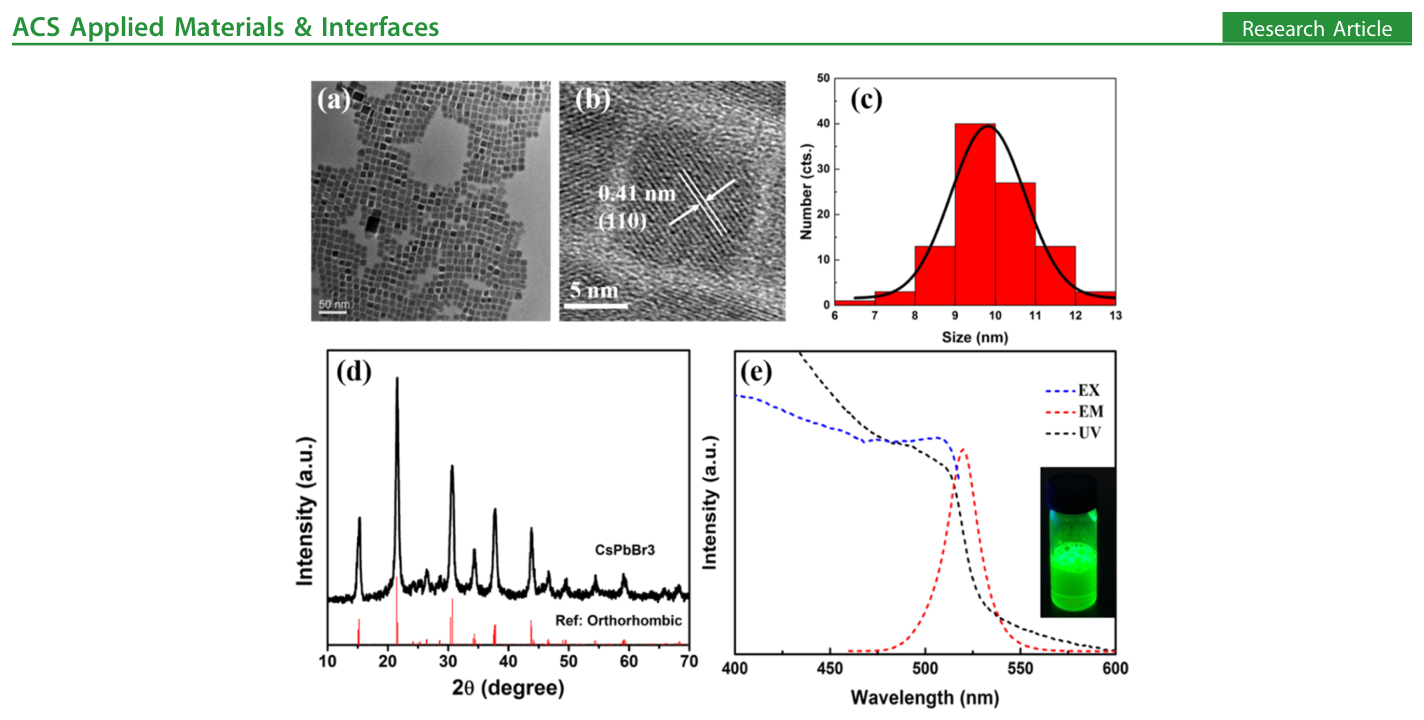 ACS Applied Materials & Interfaces
Research Article
(a)
50 nm
(b)
0.41 nm
(110)
5 nm
(c)
50
40
30
20
10
0
Number (cts.)
6 7 8 9 10 11 12 13
Size (nm)
(d)
Intensity (a.u.)
CsPbBr3
Ref: Orthorhombic
10 20 30 40 50 60 70
2θ (degree)
(e)
EX
EM
UV
Intensity (a.u.)
400 450 500 550 600
Wavelength (nm)